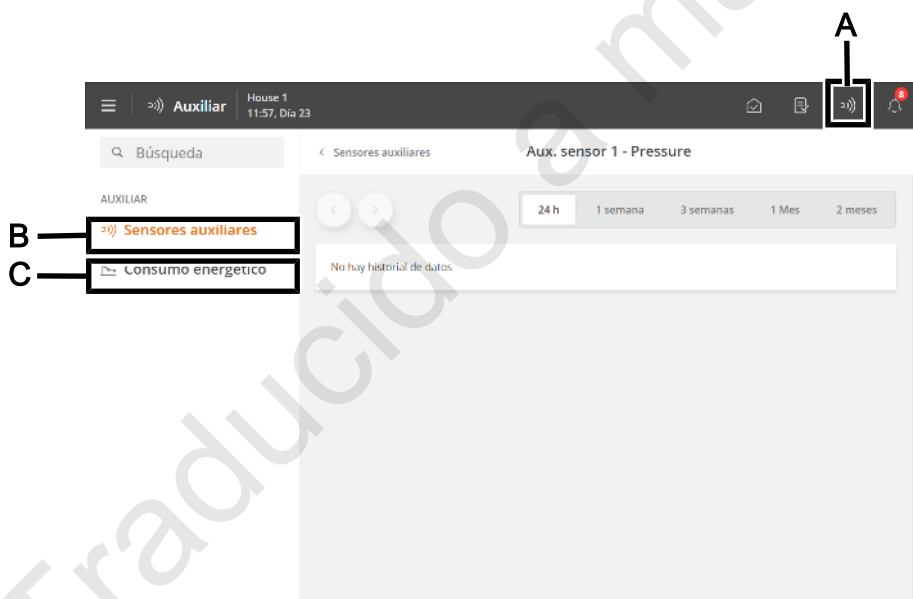 A
Auxiliar
House 1
11:57, Día 23
8
Búsqueda
Sensores auxiliares
Aux. sensor 1 - Pressure
AUXILIAR
24 h
1 semana
3 semanas
1 Mes
2 meses
B
Sensores auxiliares
C
Consumo energético
No hay historial de datos
Traducido a m